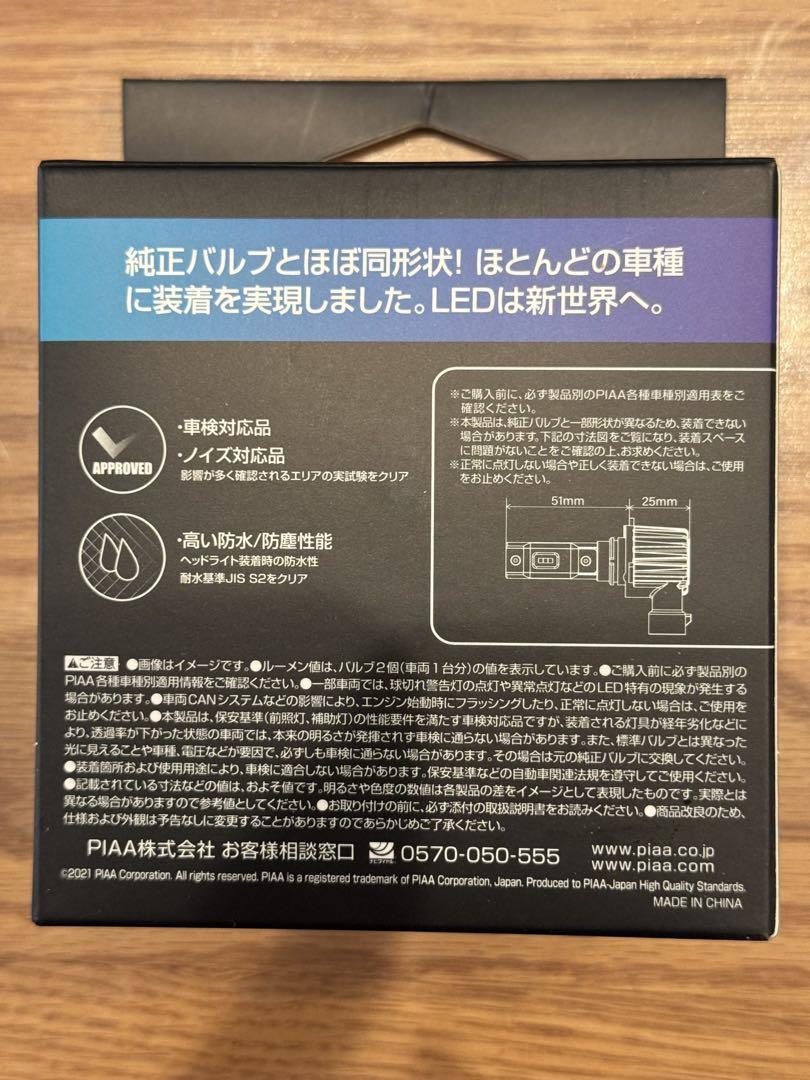 純正バルブとほぼ同形状！ほとんどの車種
に装着を実現しました。LEDは新世界へ。
APPROVED
・車検対応品
・ノイズ対応品
影響が多く確認されるエリアの実試験をクリア
・高い防水/防塵性能
ヘッドライト装着時の防水性
耐水基準JIS S2をクリア
※ご購入前に、必ず製品別のPIAA各種車種別適用表をご
確認ください。
※本製品は、純正バルブと一部形状が異なるため、装着できない
場合があります。下記の寸法図をご覧になり、装着スペース
に問題がないことをご確認の上、お求めください。
※正常に点灯しない場合や正しく装着できない場合は、ご使用
をお止めください。
51mm 25mm
⚠ご注意 ●画像はイメージです。●ルーメン値は、バルブ2個(車両1台分)の値を表示しています。●ご購入前に必ず製品別の
PIAA各種車種別適用情報をご確認ください。●一部車両では、球切れ警告灯の点灯や異常点灯などのLED特有の現象が発生する
場合があります。●車両CANシステムなどの影響により、エンジン始動時にフラッシングしたり、正常に点灯しない場合は、ご使用を
お止めください。●本製品は、保安基準(前照灯、補助灯)の性能要件を満たす車検対応品ですが、装着される灯具が経年劣化などに
より、透過率が下がった状態の車両では、本来の明るさが発揮されず車検に通らない場合があります。また、標準バルブとは異なった
光に見えることや車種、電圧などが要因で、必ずしも車検に通らない場合があります。その場合は元の純正バルブに交換してください。
●装着箇所および使用用途により、車検に適合しない場合があります。保安基準などの自動車関連法規を遵守してご使用ください。
●記載されている寸法などの値は、およそ値です。明るさや色度の数値は各製品の差をイメージとして表現したものです。実際とは
異なる場合がありますので参考値としてください。●お取り付けの前に、必ず添付の取扱説明書をお読みください。●商品改良のため、
仕様および外観は予告なしに変更することがありますのであらかじめご了承ください。
PIAA株式会社 お客様相談窓口 ナビダイヤル 0570-050-555
www.piaa.co.jp
www.piaa.com
©2021 PIAA Corporation. All rights reserved. PIAA is a registered trademark of PIAA Corporation, Japan. Produced to PIAA-Japan High Quality Standards.
MADE IN CHINA